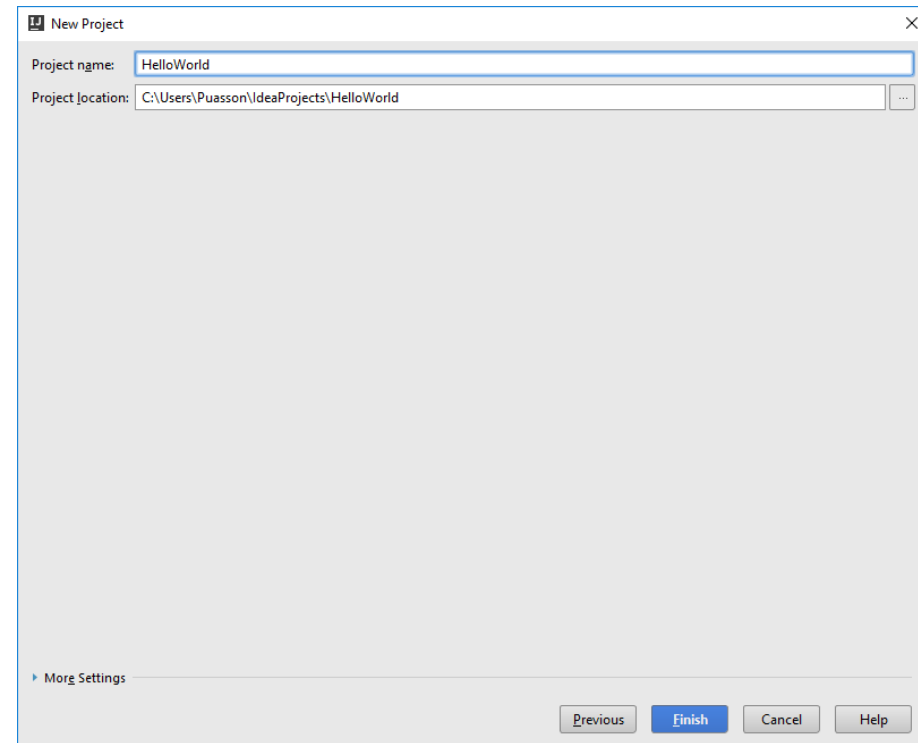 New Project
Project name: HelloWorld
Project location: C:\Users\Puasson\IdeaProjects\HelloWorld ...
More Settings
Previous Finish Cancel Help